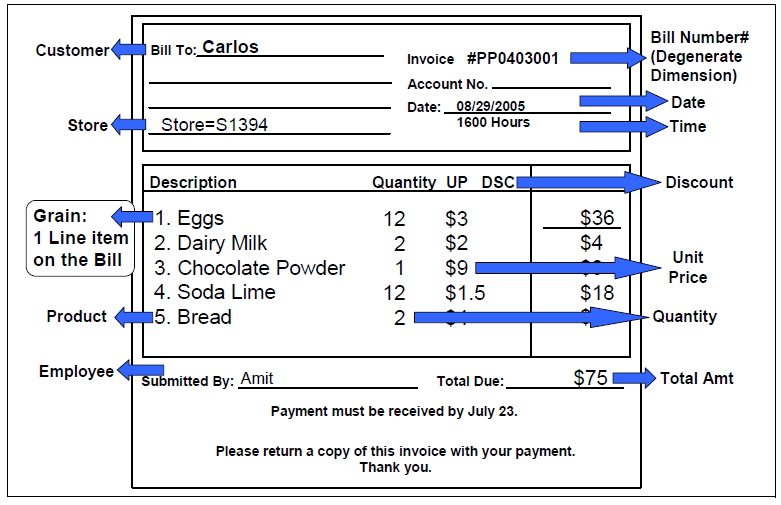 Customer
Bill To: Carlos
Invoice #PP0403001
Bill Number#
(Degenerate
Dimension)
Account No.
Date: 08/29/2005
Date
Store
Store=S1394
1600 Hours
Time
Description Quantity UP DSC
Discount
Grain:
1 Line item
on the Bill
1. Eggs 12 $3 $36
2. Dairy Milk 2 $2 $4
3. Chocolate Powder 1 $9
Unit
Price
4. Soda Lime 12 $1.5 $18
Product
5. Bread 2
Quantity
Employee
Submitted By: Amit
Total Due: $75
Total Amt
Payment must be received by July 23.
Please return a copy of this invoice with your payment.
Thank you.